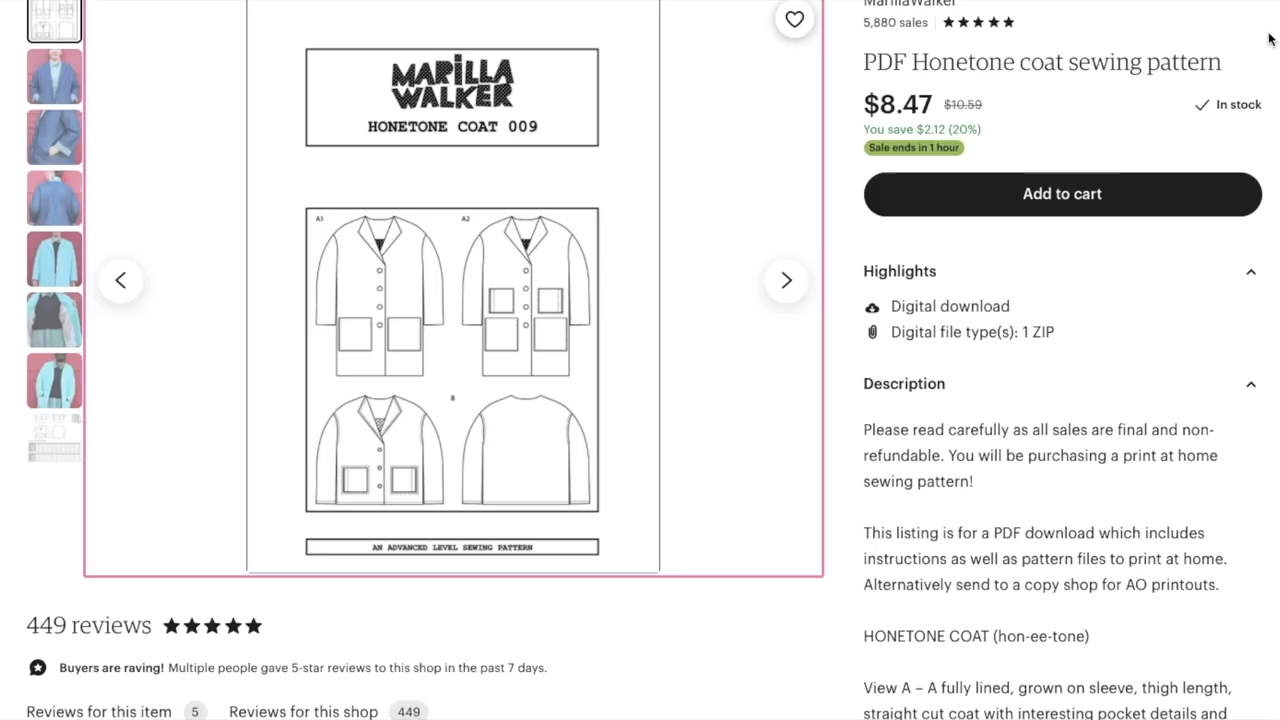 MarillaWalker
5,880 sales
PDF Honetone coat sewing pattern
$8.47 $10.59
In stock
You save $2.12 (20%)
Sale ends in 1 hour
Add to cart
Highlights
Digital download
Digital file type(s): 1 ZIP
Description
Please read carefully as all sales are final and non-
refundable. You will be purchasing a print at home
sewing pattern!
This listing is for a PDF download which includes
instructions as well as pattern files to print at home.
Alternatively send to a copy shop for AO printouts.
HONETONE COAT (hon-ee-tone)
View A – A fully lined, grown on sleeve, thigh length,
straight cut coat with interesting pocket details and
MARiLLA
WALKER
HONETONE COAT 009
A1
A2
B
AN ADVANCED LEVEL SEWING PATTERN
449 reviews
Buyers are raving! Multiple people gave 5-star reviews to this shop in the past 7 days.
Reviews for this item 5
Reviews for this shop 449